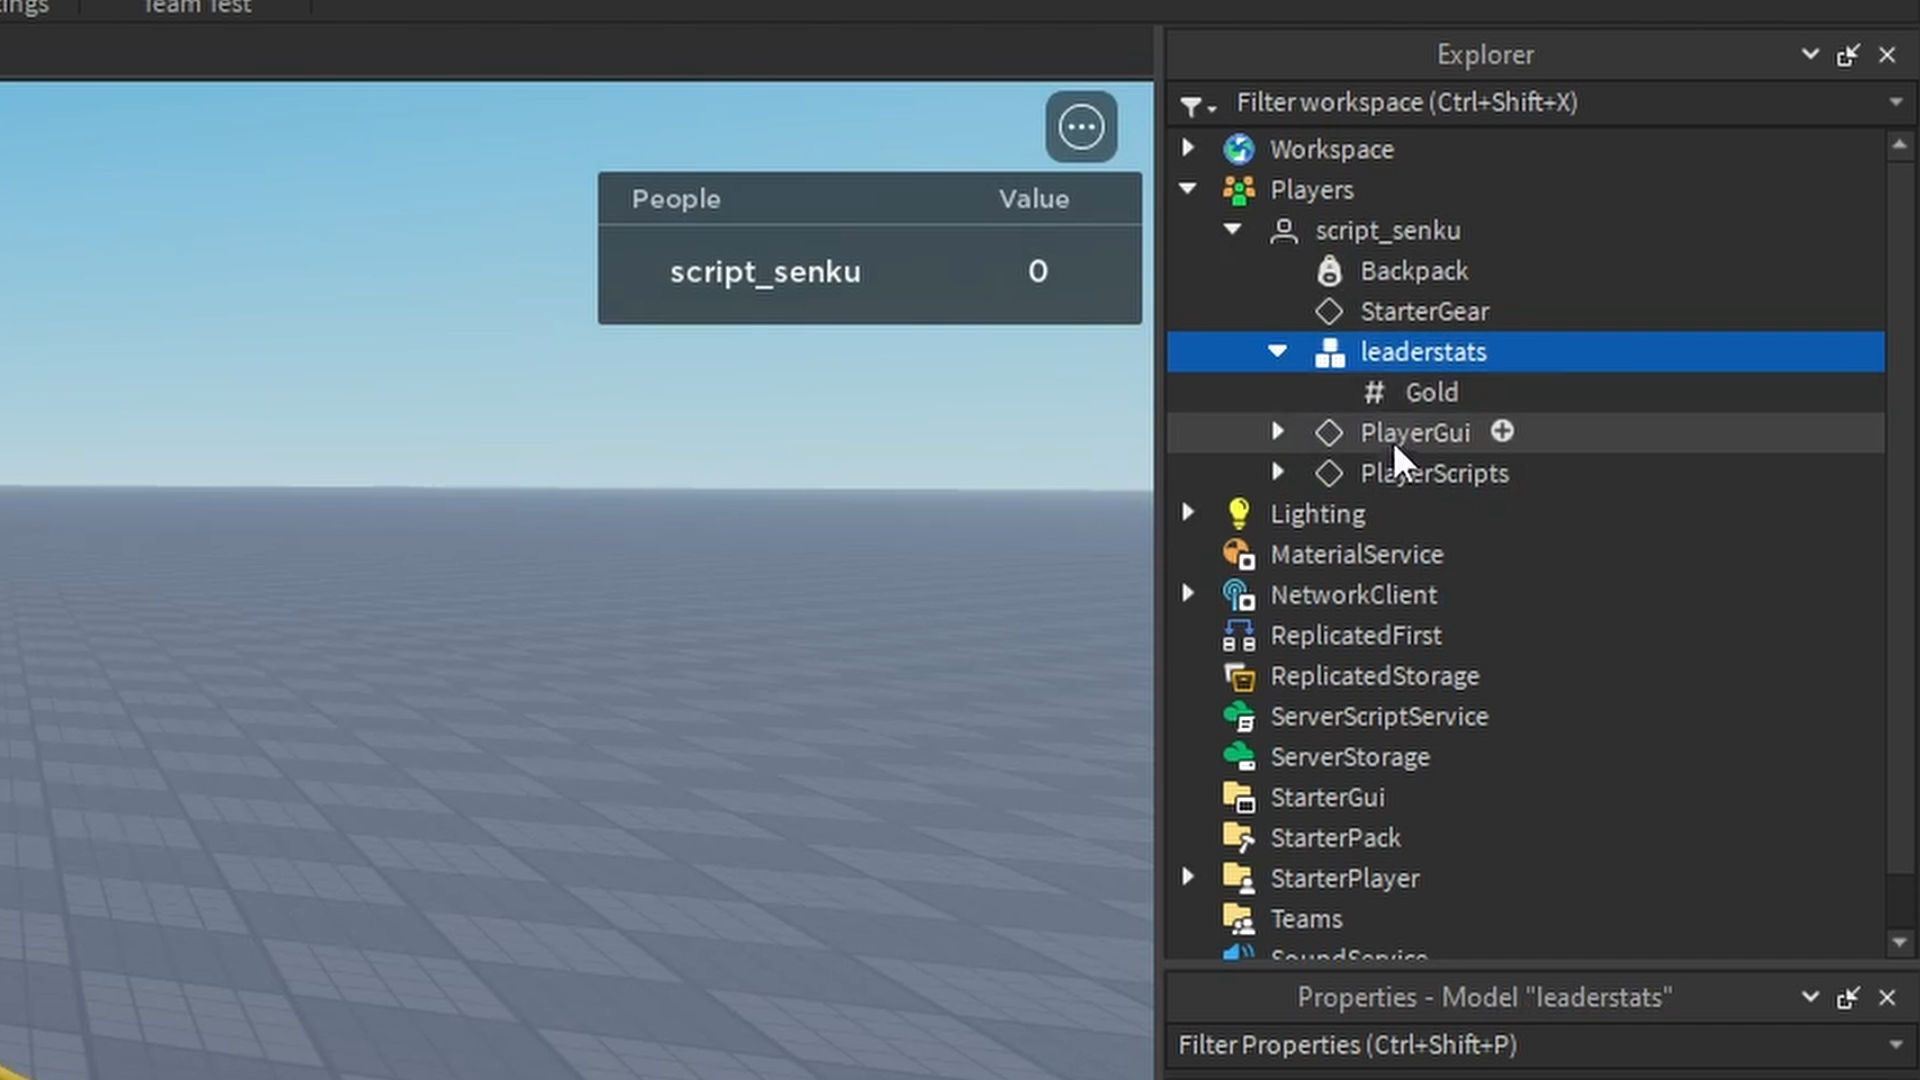 Team Test
Explorer
Filter workspace (Ctrl+Shift+X)
People Value
script_senku 0
Workspace
Players
script_senku
Backpack
StarterGear
leaderstats
# Gold
PlayerGui
PlayerScripts
Lighting
MaterialService
NetworkClient
ReplicatedFirst
ReplicatedStorage
ServerScriptService
ServerStorage
StarterGui
StarterPack
StarterPlayer
Teams
SoundService
Properties - Model "leaderstats"
Filter Properties (Ctrl+Shift+P)